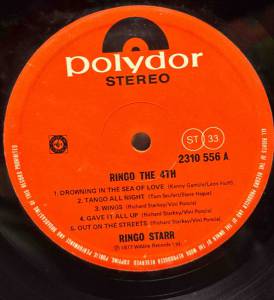 polydor
STEREO
ST 33
RINGO THE 4TH
2310 556 A
1. DROWNING IN THE SEA OF LOVE (Kenny Gamble/Leon Huff)
2. TANGO ALL NIGHT (Tom Seufert/Steve Hague)
3. WINGS (Richard Starkey/Vini Poncia)
4. GAVE IT ALL UP (Richard Starkey/Vini Poncia)
5. OUT ON THE STREETS (Richard Starkey/Vini Poncia)
RINGO STARR
℗ 1977